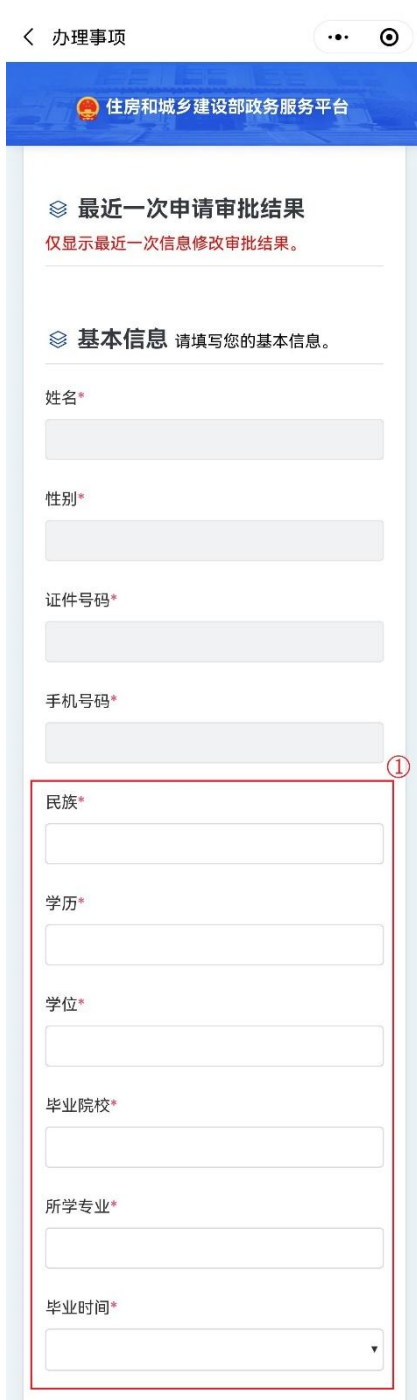 办理事项
住房和城乡建设部政务服务平台
最近一次申请审批结果
仅显示最近一次信息修改审批结果。
基本信息 请填写您的基本信息。
姓名*
性别*
证件号码*
手机号码*
①
民族*
学历*
学位*
毕业院校*
所学专业*
毕业时间*